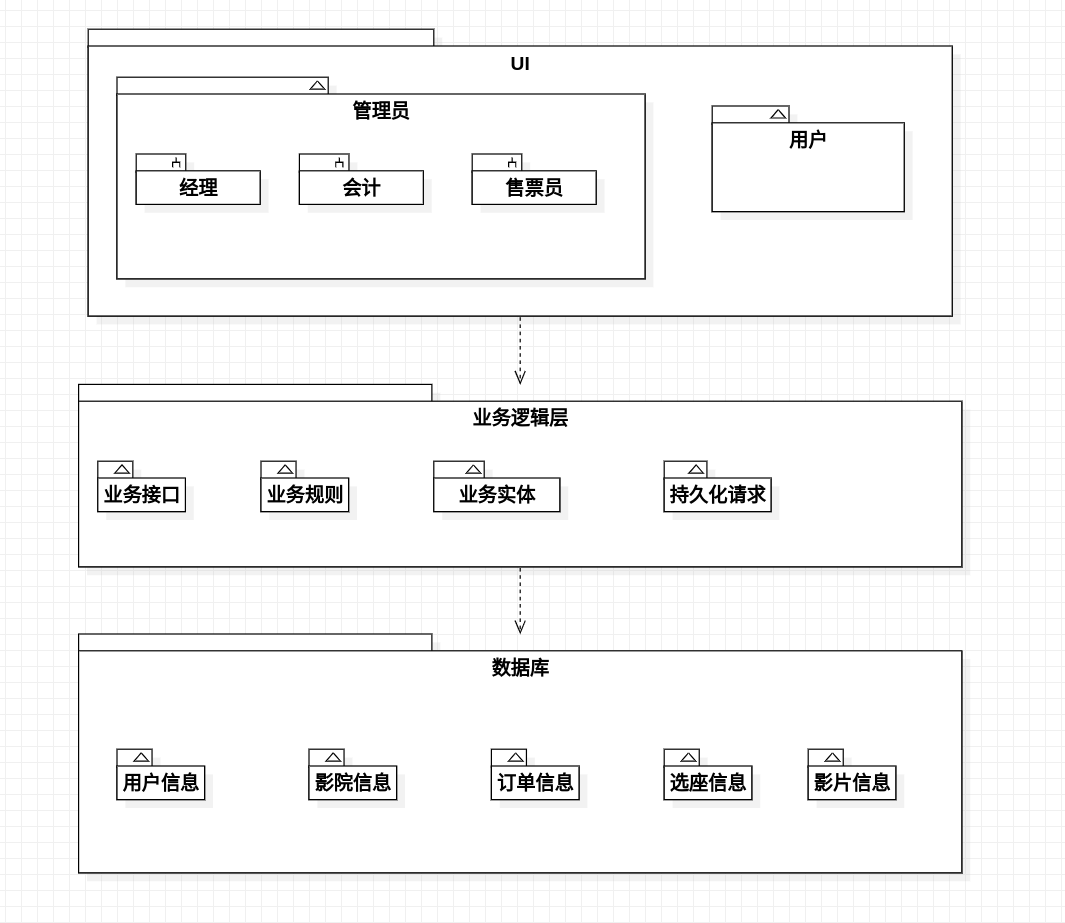 UI
管理员
用户
经理
会计
售票员
业务逻辑层
业务接口
业务规则
业务实体
持久化请求
数据库
用户信息
影院信息
订单信息
选座信息
影片信息